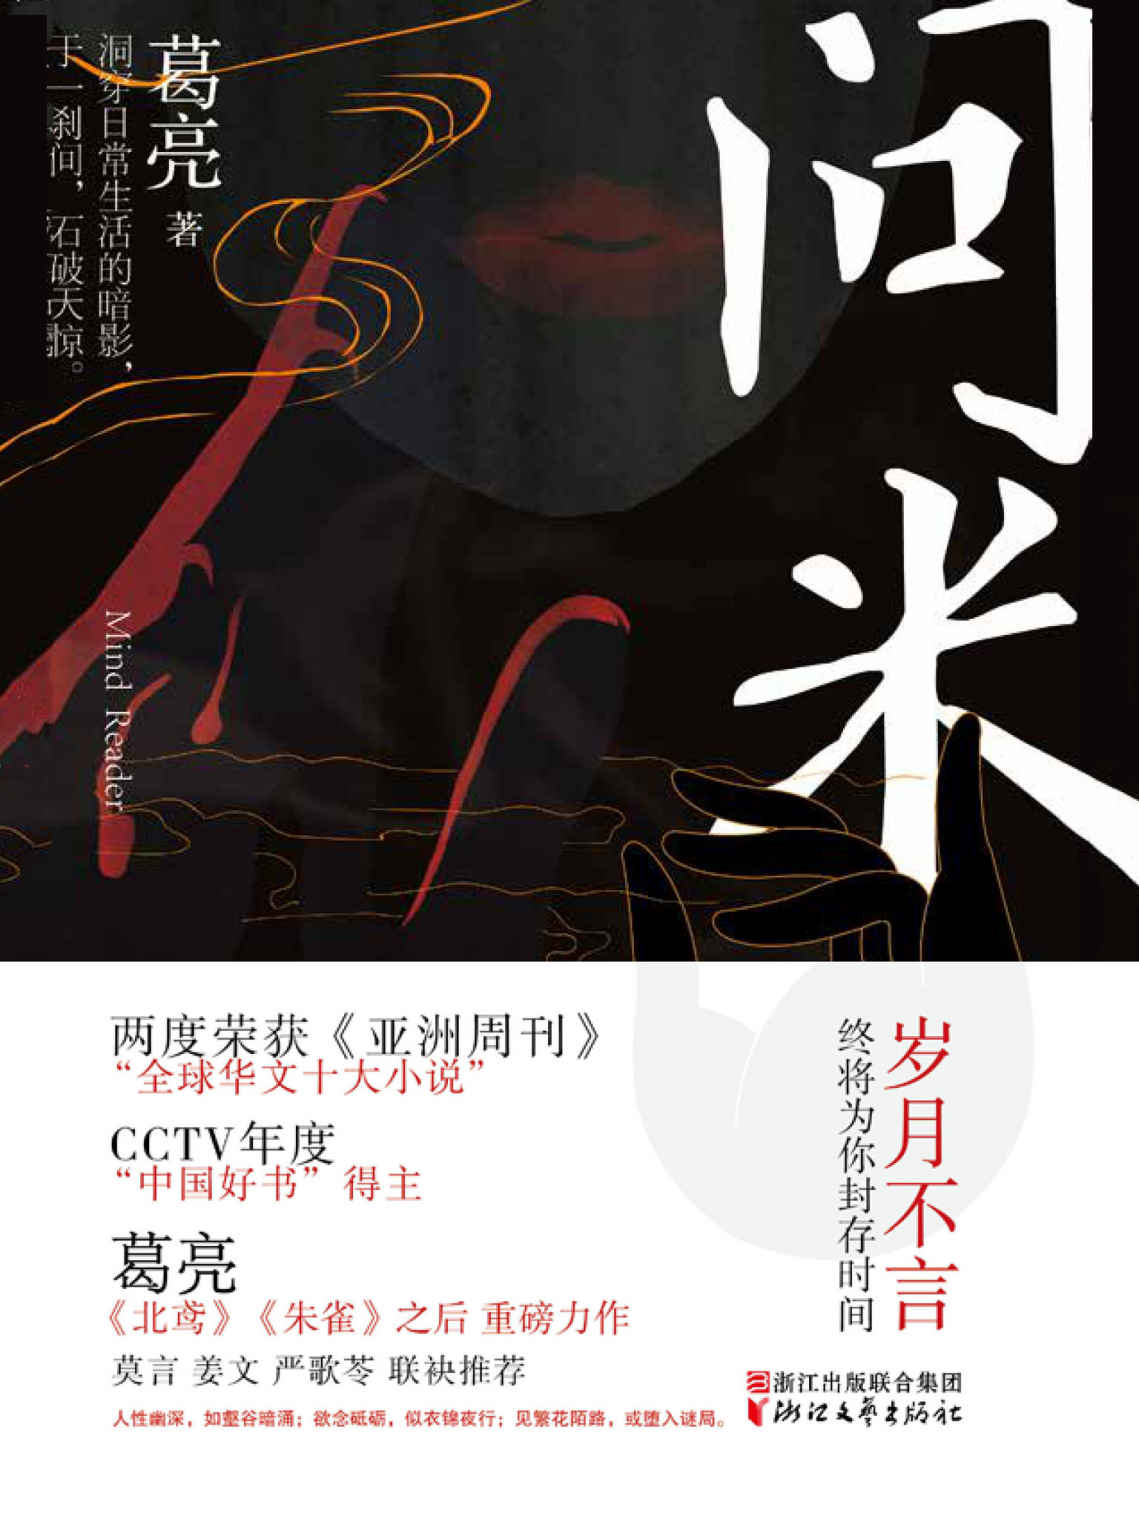 问米
葛亮 著
洞穿日常生活的暗影，
于一刹间，石破天惊。
Mind Reader
两度荣获《亚洲周刊》
“全球华文十大小说”
CCTV年度
“中国好书”得主
葛亮
《北鸢》《朱雀》之后 重磅力作
莫言 姜文 严歌苓 联袂推荐
人性幽深，如壑谷暗涌；欲念砥砺，似衣锦夜行；见繁花陌路，或堕入谜局。
岁月不言
终将为你封存时间
浙江出版联合集团
浙江文艺出版社